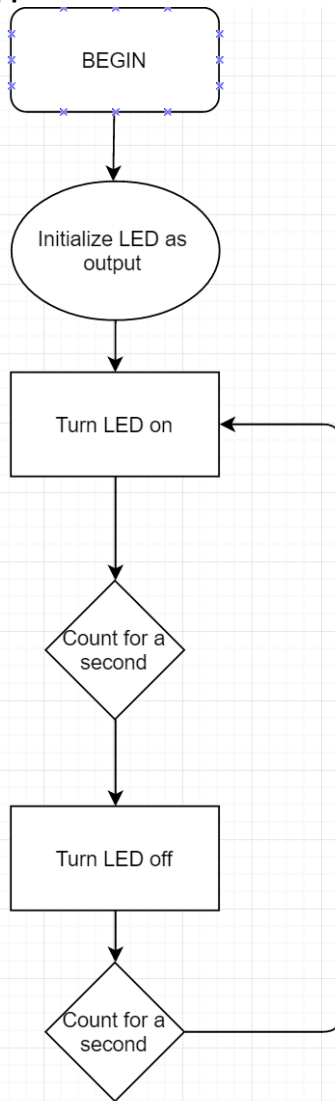 BEGIN
Initialize LED as
output
Turn LED on
Count for a
second
Turn LED off
Count for a
second